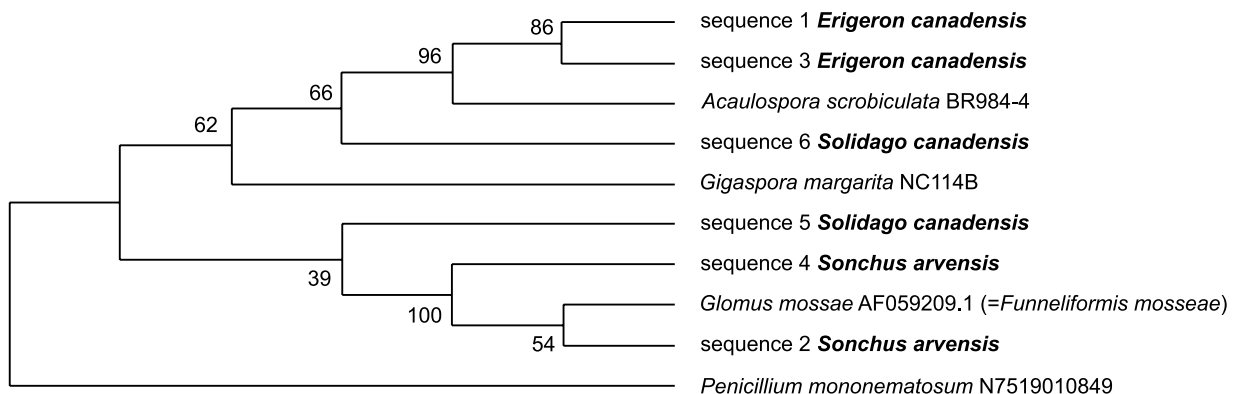 86
sequence 1 Erigeron canadensis
96
sequence 3 Erigeron canadensis
66
Acaulospora scrobiculata BR984-4
62
sequence 6 Solidago canadensis
Gigaspora margarita NC114B
sequence 5 Solidago canadensis
39
sequence 4 Sonchus arvensis
100
Glomus mossae AF059209.1 (=Funneliformis mosseae)
54
sequence 2 Sonchus arvensis
Penicillium mononematosum N7519010849